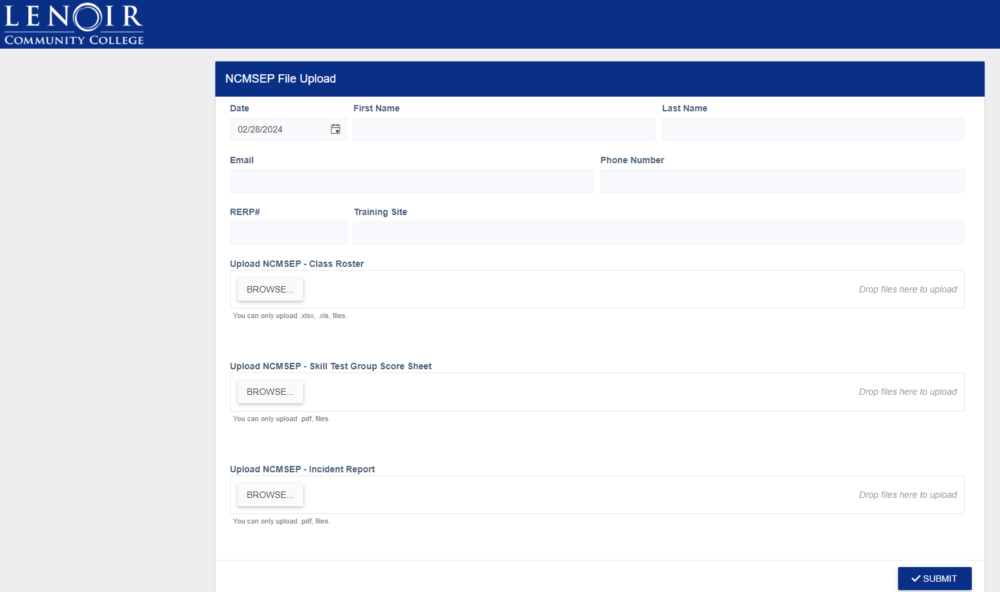 LENOIR
COMMUNITY COLLEGE
NCMSEP File Upload
Date First Name Last Name
02/28/2024
Email Phone Number
RERP# Training Site
Upload NCMSEP - Class Roster
BROWSE... Drop files here to upload
You can only upload .xlsx, .xls, files.
Upload NCMSEP - Skill Test Group Score Sheet
BROWSE... Drop files here to upload
You can only upload .pdf, files.
Upload NCMSEP - Incident Report
BROWSE... Drop files here to upload
You can only upload .pdf, files.
SUBMIT